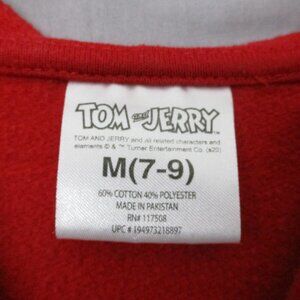 TOM AND JERRY
TOM AND JERRY and all related characters and
elements © & ™ Turner Entertainment Co. (s20)
M(7-9)
60% COTTON 40% POLYESTER
MADE IN PAKISTAN
RN# 117508
UPC # 194973218897